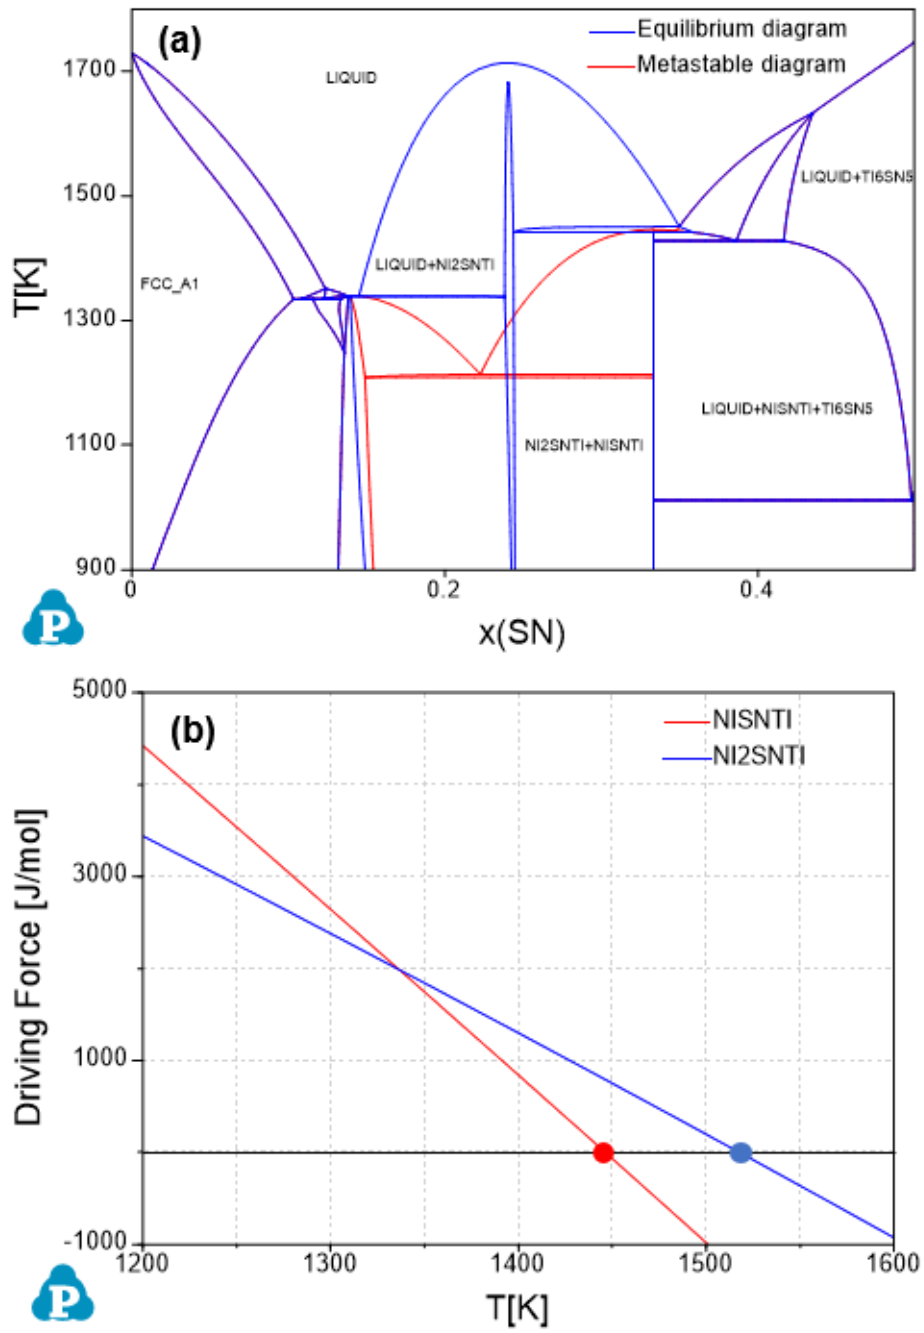 (a)
Equilibrium diagram
Metastable diagram
1700
LIQUID
1500
LIQUID+TI6SN5
FCC_A1
LIQUID+NI2SNTI
T[K]
1300
LIQUID+NISNTI+TI6SN5
1100
NI2SNTI+NISNTI
900
0
0.2
0.4
x(SN)
P
5000
(b)
NISNTI
NI2SNTI
Driving Force [J/mol]
3000
1000
-1000
1200
1300
1400
1500
1600
T[K]
P